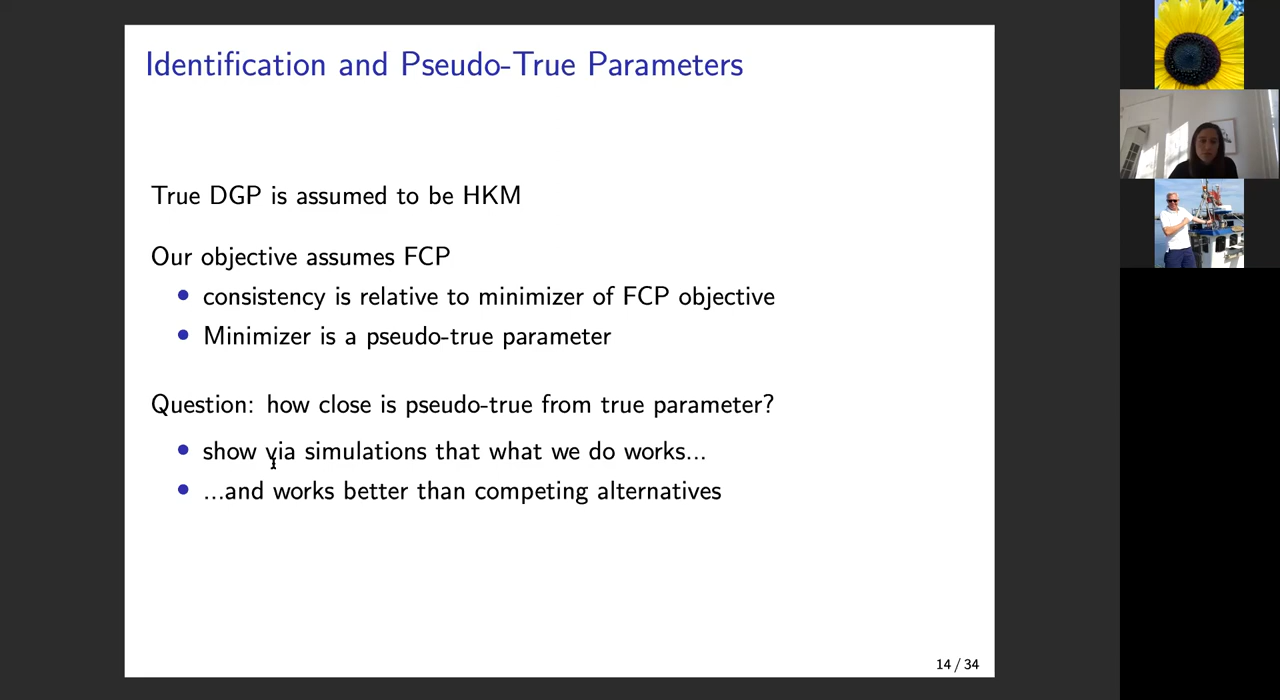 Identification and Pseudo-True Parameters
True DGP is assumed to be HKM
Our objective assumes FCP
• consistency is relative to minimizer of FCP objective
• Minimizer is a pseudo-true parameter
Question: how close is pseudo-true from true parameter?
• show via simulations that what we do works...
• ...and works better than competing alternatives
14 / 34